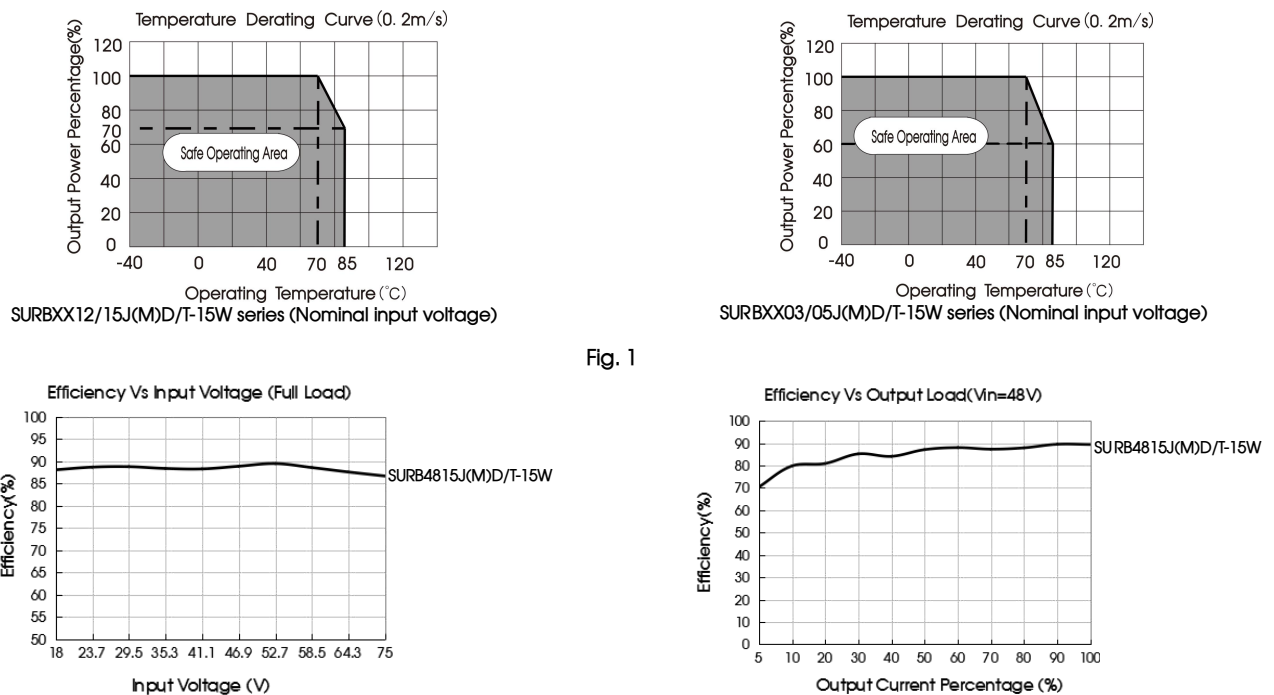 Temperature Derating Curve (0. 2m/s)
Output Power Percentage(%)
120
100
80
70
60
40
20
0
Safe Operating Area
-40 0 40 70 85 120
Operating Temperature (°C)
SURBXX12/15J(M)D/T-15W series (Nominal input voltage)
Temperature Derating Curve (0. 2m/s)
Output Power Percentage(%)
120
100
80
60
40
20
0
Safe Operating Area
-40 0 40 70 85 120
Operating Temperature (°C)
SURBXX03/05J(M)D/T-15W series (Nominal input voltage)
Fig. 1
Efficiency Vs Input Voltage (Full Load)
Efficiency(%)
100
95
90
85
80
75
70
65
60
55
50
SURB4815J(M)D/T-15W
18 23.7 29.5 35.3 41.1 46.9 52.7 58.5 64.3 75
Input Voltage (V)
Efficiency Vs Output Load(Vin=48V)
Efficiency(%)
100
90
80
70
60
50
40
30
20
10
0
SURB4815J(M)D/T-15W
5 10 20 30 40 50 60 70 80 90 100
Output Current Percentage (%)